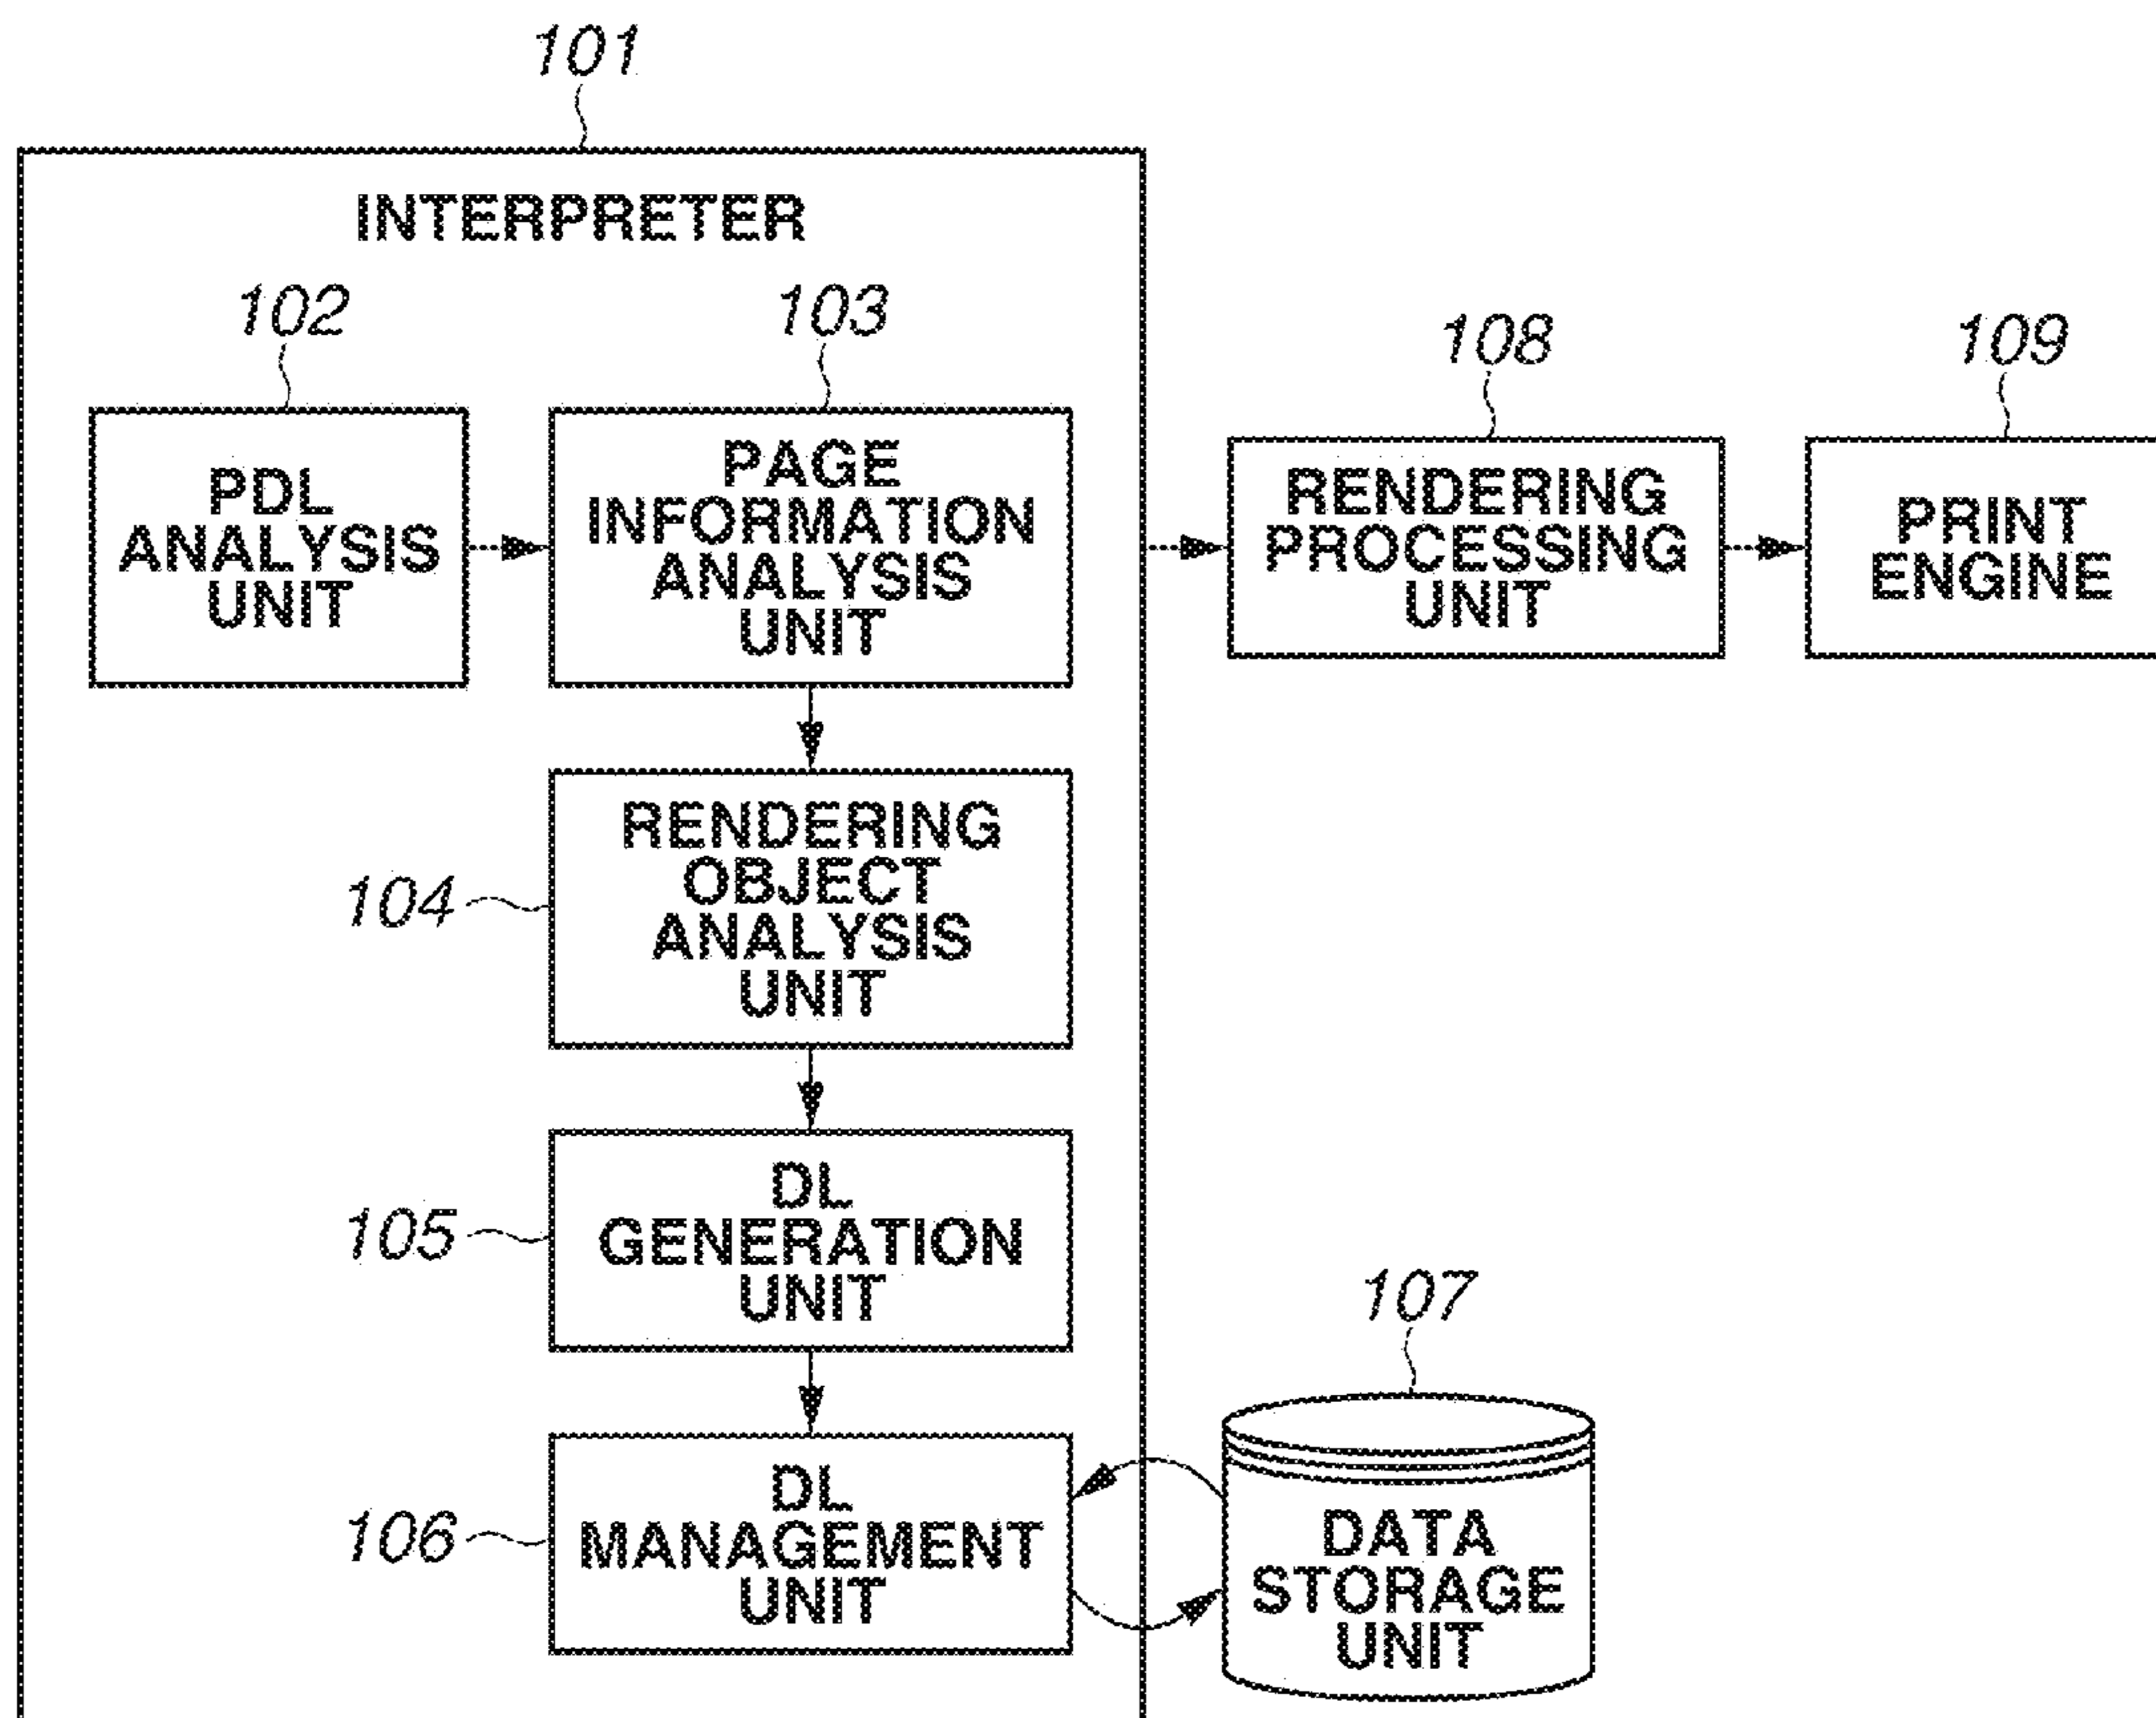 101
INTERPRETER
102
103
108
109
PDL
ANALYSIS
UNIT
PAGE
INFORMATION
ANALYSIS
UNIT
RENDERING
PROCESSING
UNIT
PRINT
ENGINE
104
RENDERING
OBJECT
ANALYSIS
UNIT
105
DL
GENERATION
UNIT
107
106
DL
MANAGEMENT
UNIT
DATA
STORAGE
UNIT